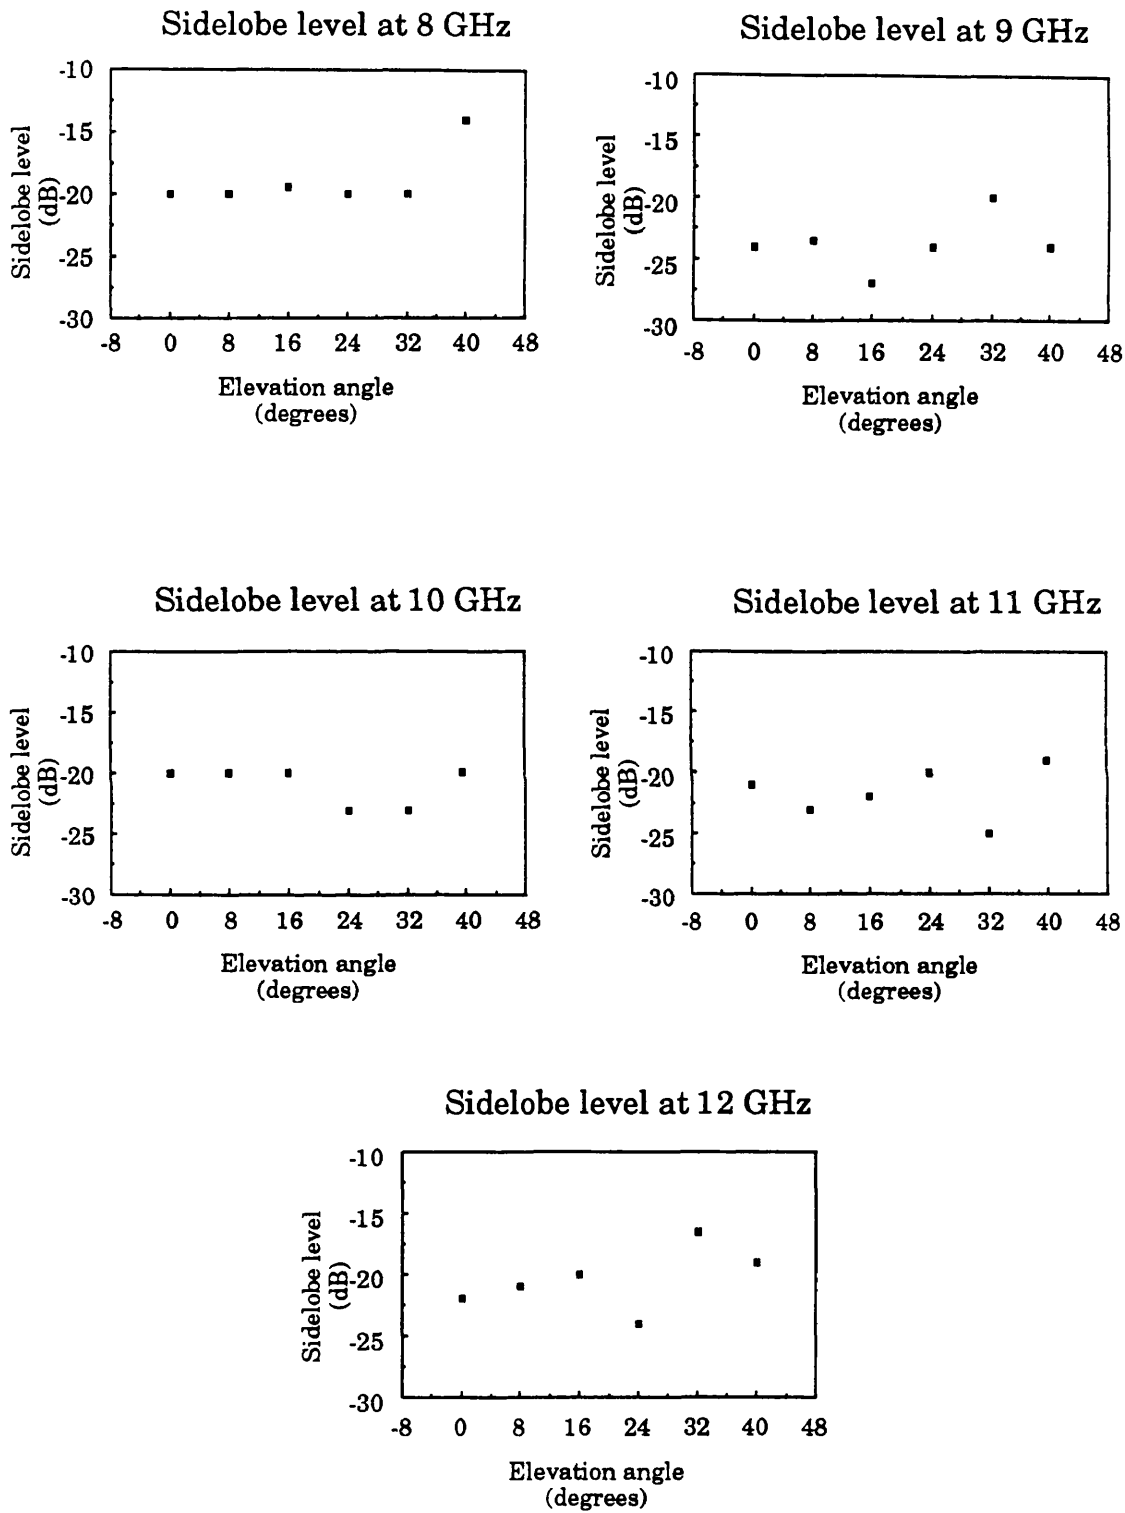 Sidelobe level at 8 GHz
Sidelobe level
(dB)
-10
-15
-20
-25
-30
-8 0 8 16 24 32 40 48
Elevation angle
(degrees)
Sidelobe level at 9 GHz
Sidelobe level
(dB)
-10
-15
-20
-25
-30
-8 0 8 16 24 32 40 48
Elevation angle
(degrees)
Sidelobe level at 10 GHz
Sidelobe level
(dB)
-10
-15
-20
-25
-30
-8 0 8 16 24 32 40 48
Elevation angle
(degrees)
Sidelobe level at 11 GHz
Sidelobe level
(dB)
-10
-15
-20
-25
-30
-8 0 8 16 24 32 40 48
Elevation angle
(degrees)
Sidelobe level at 12 GHz
Sidelobe level
(dB)
-10
-15
-20
-25
-30
-8 0 8 16 24 32 40 48
Elevation angle
(degrees)